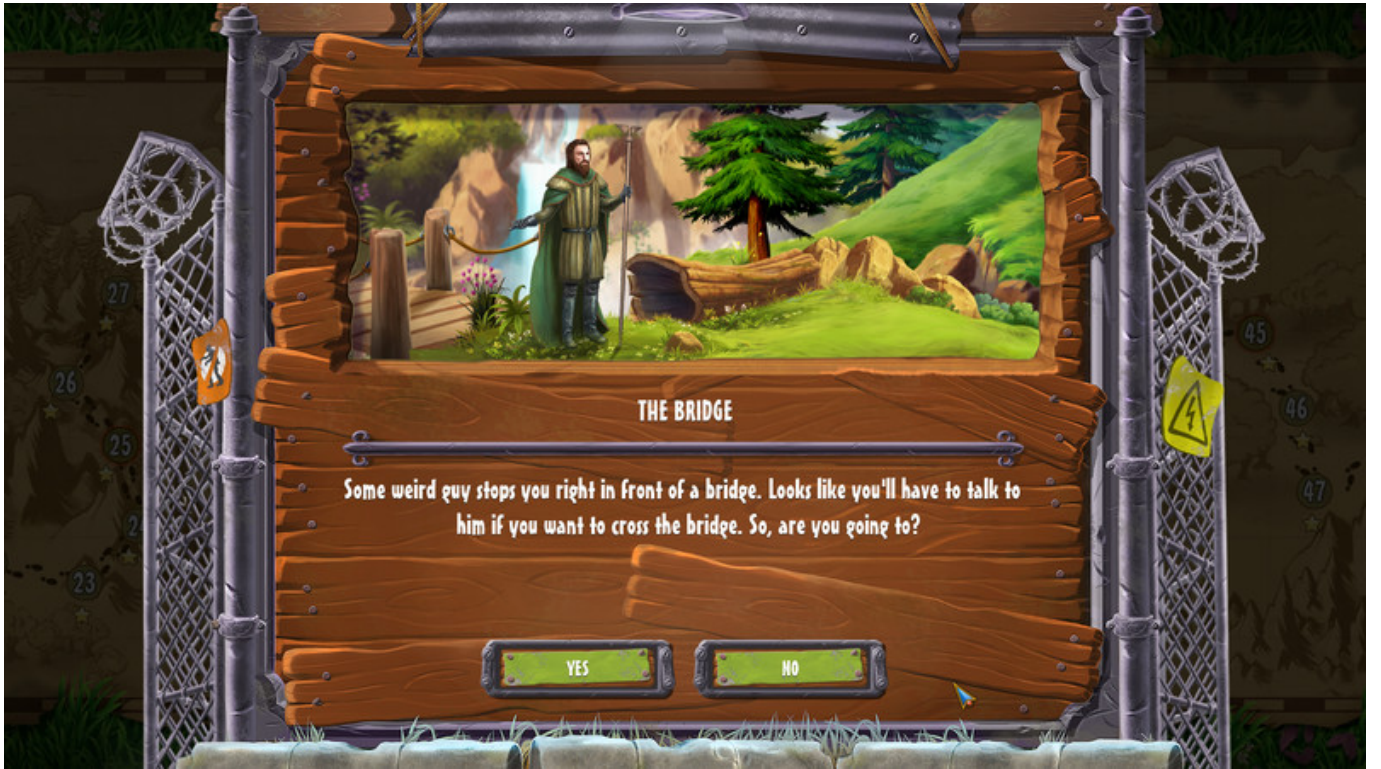 THE BRIDGE
Some weird guy stops you right in front of a bridge. Looks like you'll have to talk to
him if you want to cross the bridge. So, are you going to?
YES
NO
27
26
25
23
45
46
47